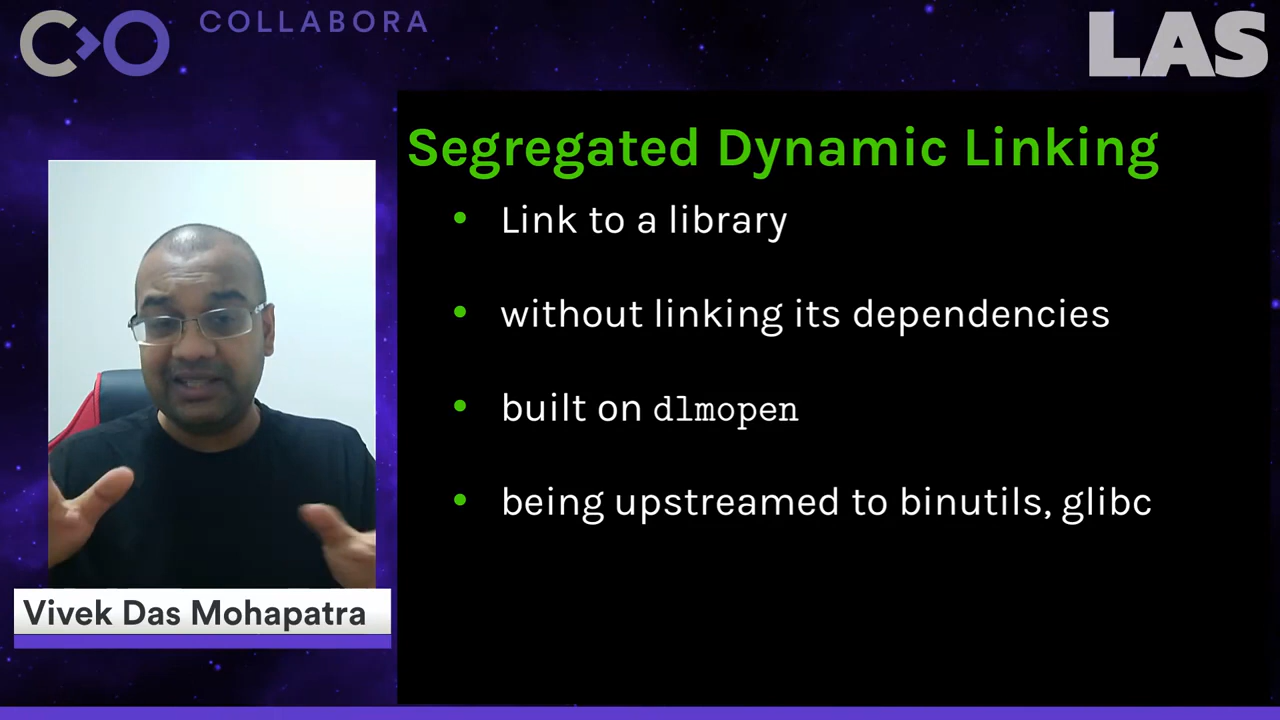 COLLABORA
LAS
Segregated Dynamic Linking
• Link to a library
• without linking its dependencies
• built on dlmopen
• being upstreamed to binutils, glibc
Vivek Das Mohapatra